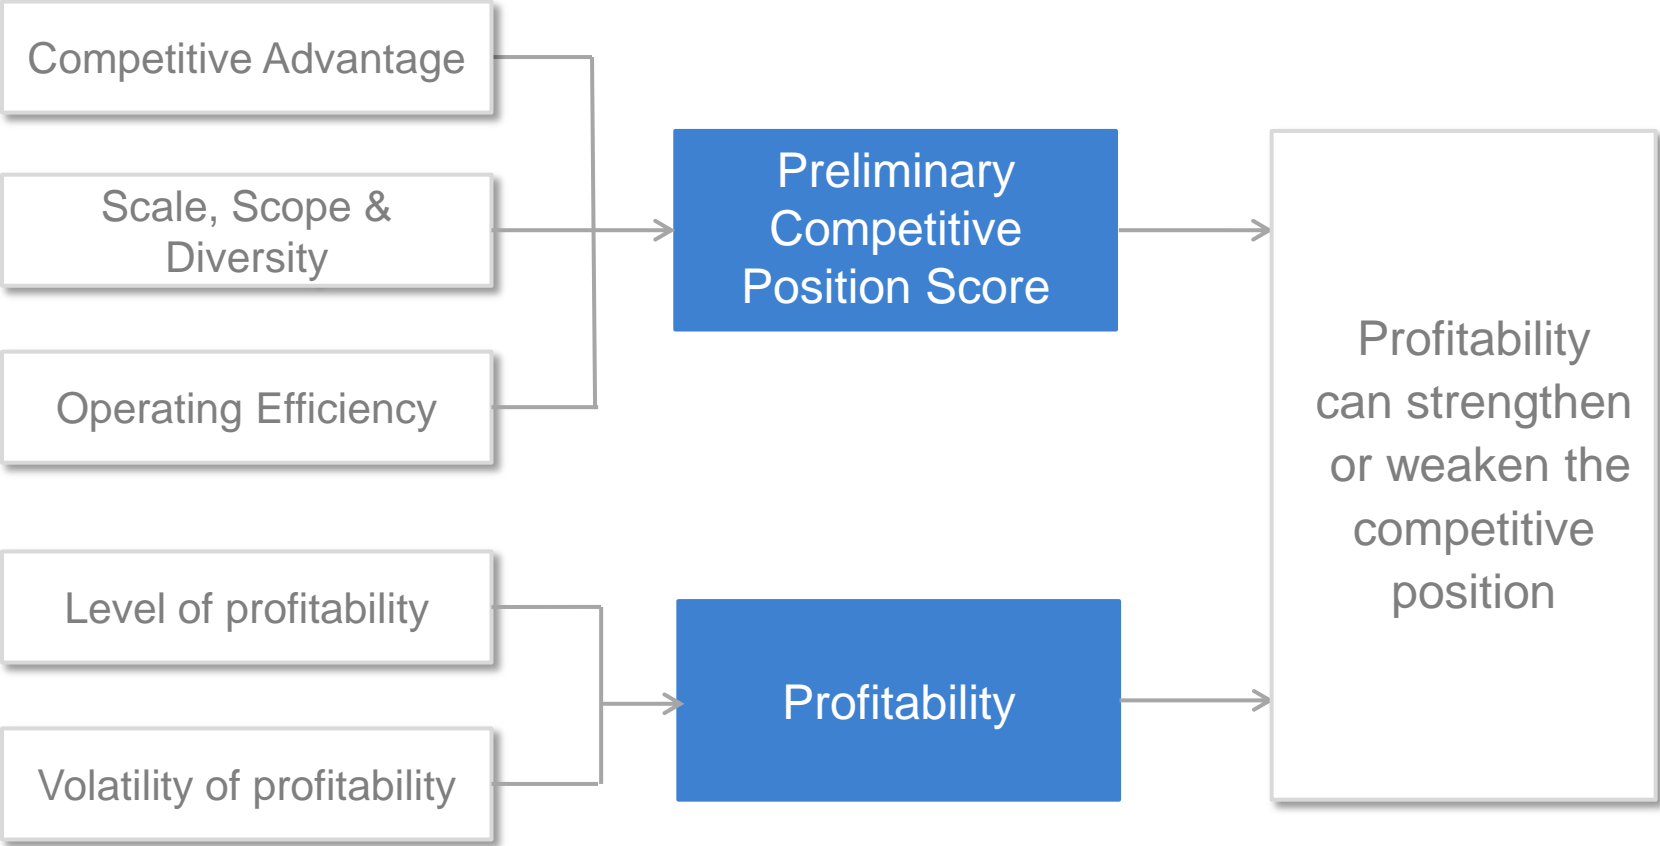 Competitive Advantage
Scale, Scope &
Diversity
Operating Efficiency
Level of profitability
Volatility of profitability
Preliminary
Competitive
Position Score
Profitability
Profitability
can strengthen
or weaken the
competitive
position